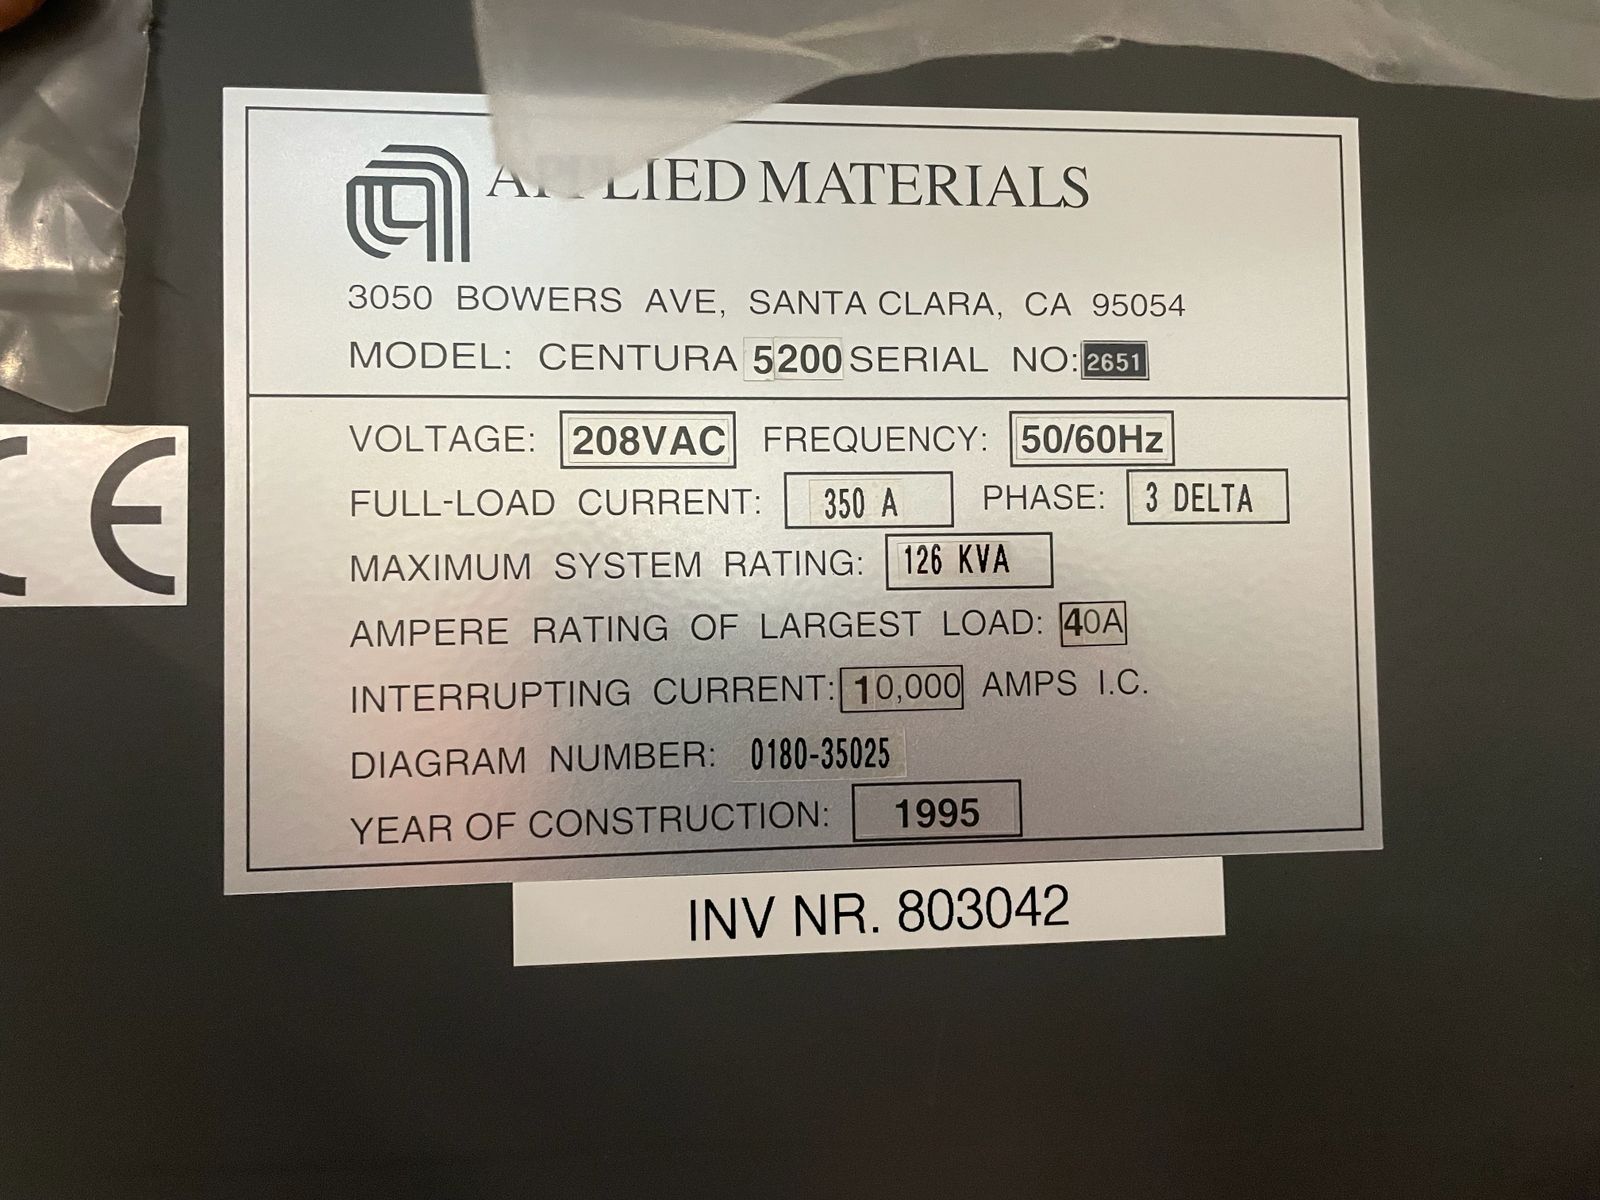 APPLIED MATERIALS
3050 BOWERS AVE, SANTA CLARA, CA 95054
MODEL: CENTURA 5200 SERIAL NO: 2651
VOLTAGE: 208VAC FREQUENCY: 50/60Hz
FULL-LOAD CURRENT: 350 A PHASE: 3 DELTA
MAXIMUM SYSTEM RATING: 126 KVA
AMPERE RATING OF LARGEST LOAD: 40A
INTERRUPTING CURRENT: 10,000 AMPS I.C.
DIAGRAM NUMBER: 0180-35025
YEAR OF CONSTRUCTION: 1995
INV NR. 803042
CE